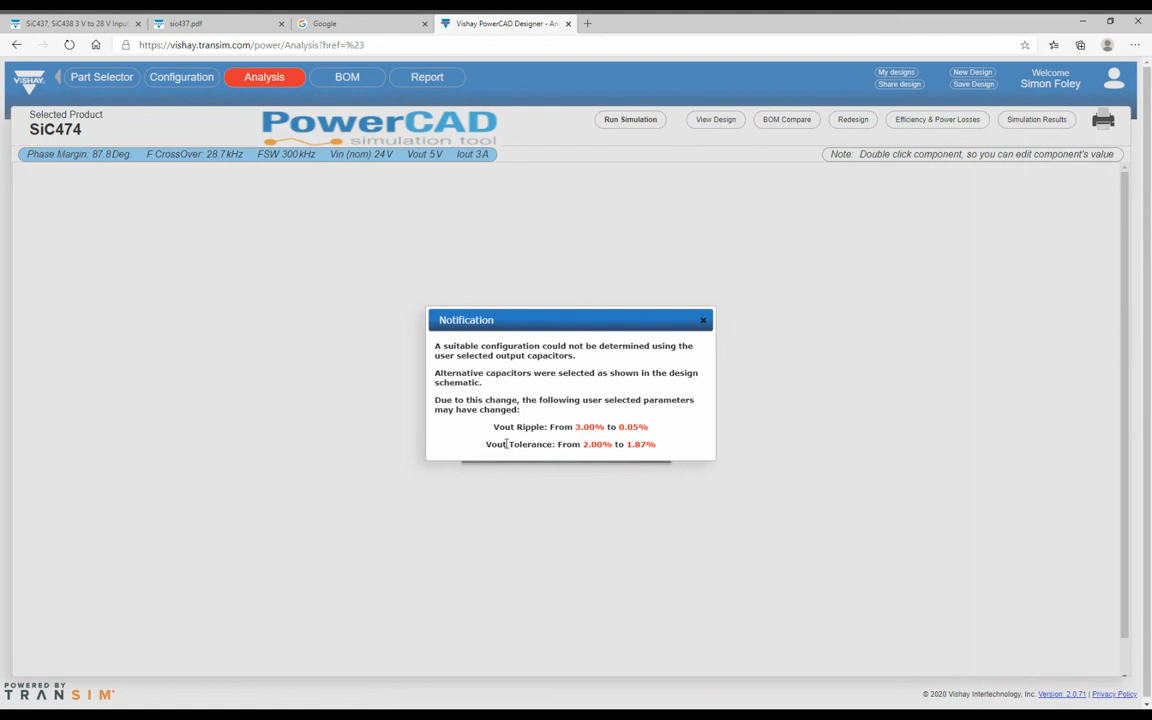 SiC437, SiC438 3 V to 28 V Input
sic437.pdf
Google
Vishay PowerCAD Designer - An
https://vishay.transim.com/power/Analysis?href=%23
VISHAY
Part Selector
Configuration
Analysis
BOM
Report
My designs
Share design
New Design
Save Design
Welcome
Simon Foley
Selected Product
SiC474
PowerCAD
simulation tool
Run Simulation
View Design
BOM Compare
Redesign
Efficiency & Power Losses
Simulation Results
Phase Margin: 87.8Deg F CrossOver: 28.7kHz FSW 300kHz Vin (nom) 24V Vout 5V Iout 3A
Note: Double click component, so you can edit component's value
Notification
A suitable configuration could not be determined using the
user selected output capacitors.
Alternative capacitors were selected as shown in the design
schematic.
Due to this change, the following user selected parameters
may have changed:
Vout Ripple: From 3.00% to 0.05%
Vout Tolerance: From 2.00% to 1.87%
POWERED BY
TRANSIM
© 2020 Vishay Intertechnology, Inc. Version: 2.0.71 | Privacy Policy